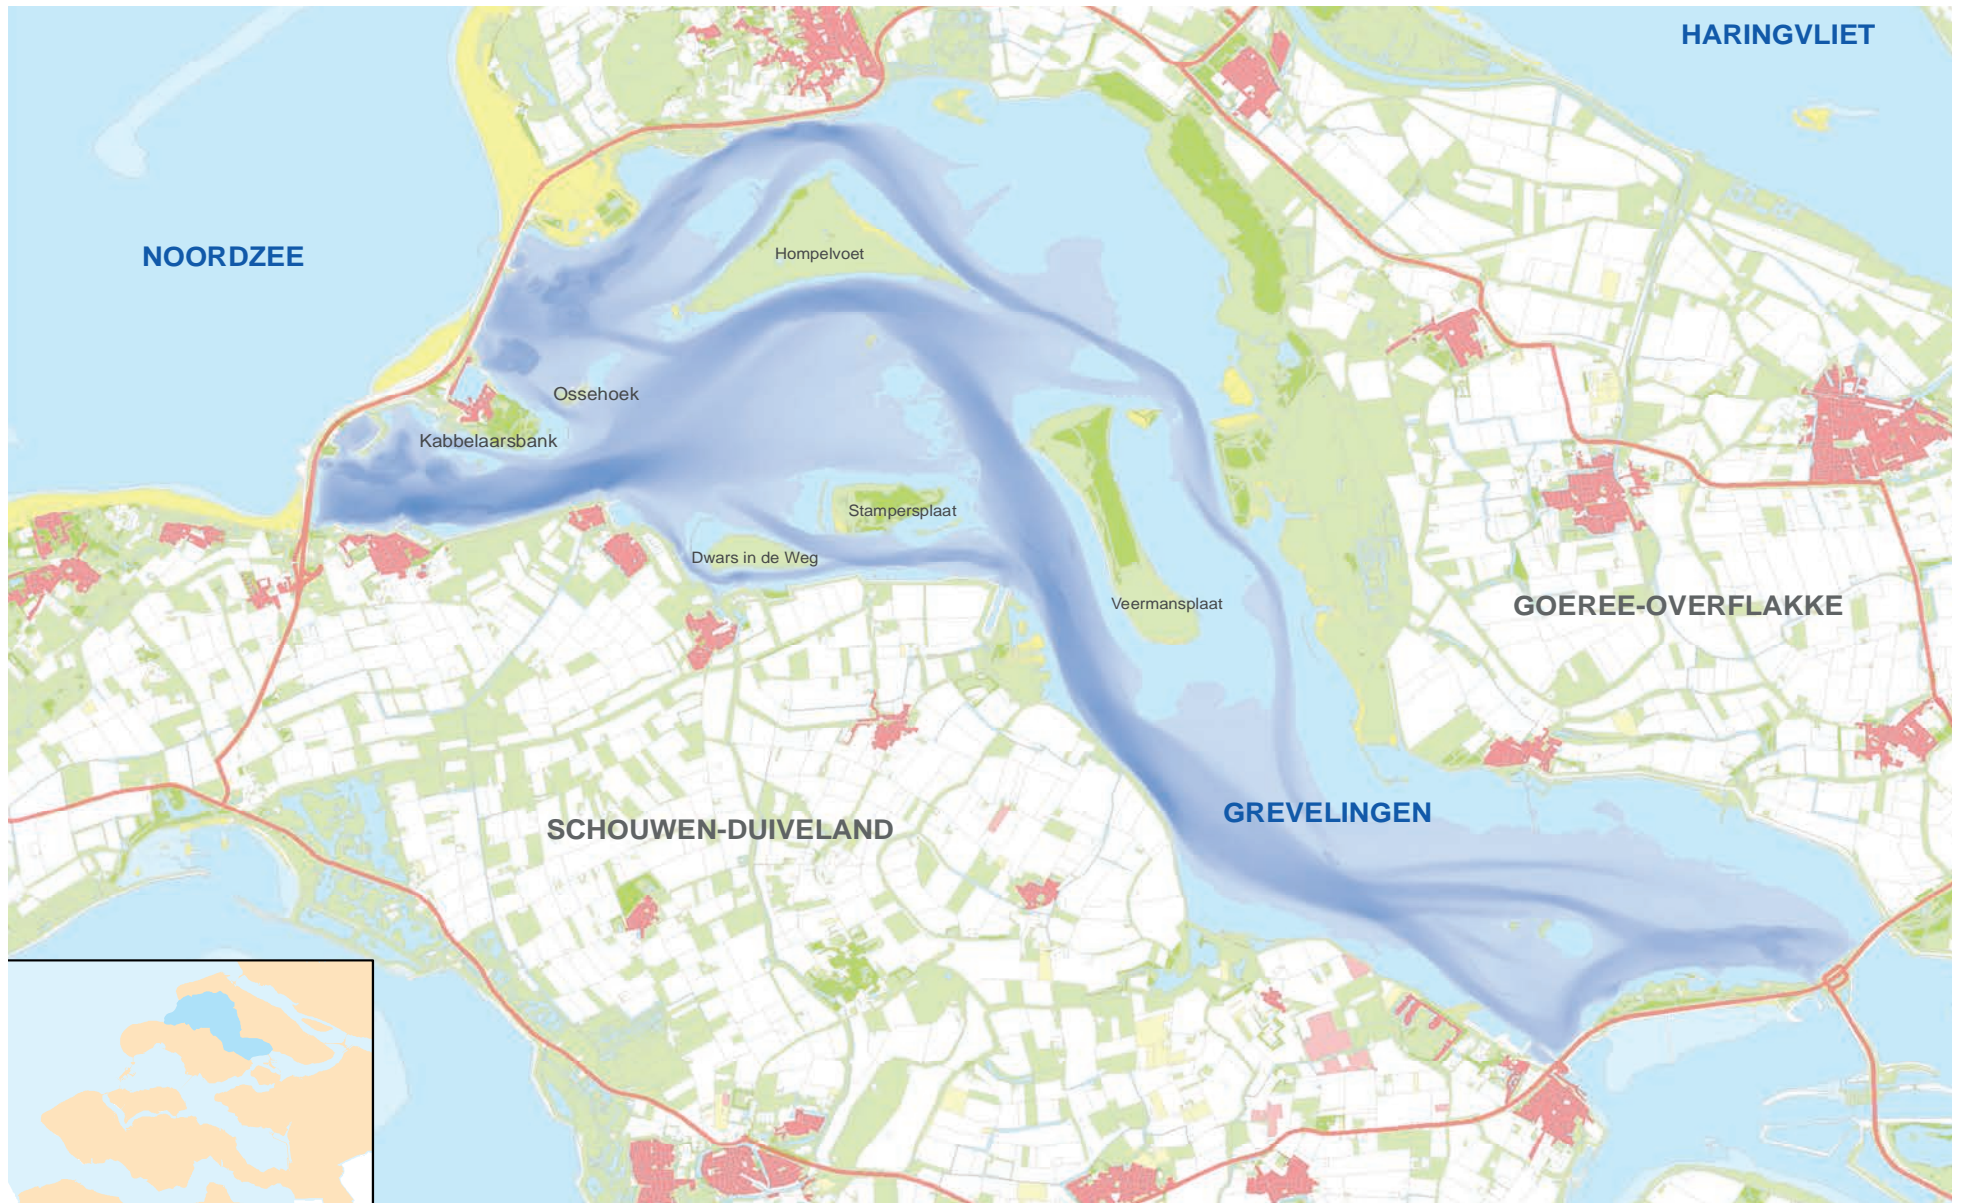 HARINGVLIET
NOORDZEE
Hompelvoet
Ossehoek
Kabbelaarsbank
Stampersplaat
Dwars in de Weg
Veermansplaat
GOEREE-OVERFLAKKE
GREVELINGEN
SCHOUWEN-DUIVELAND